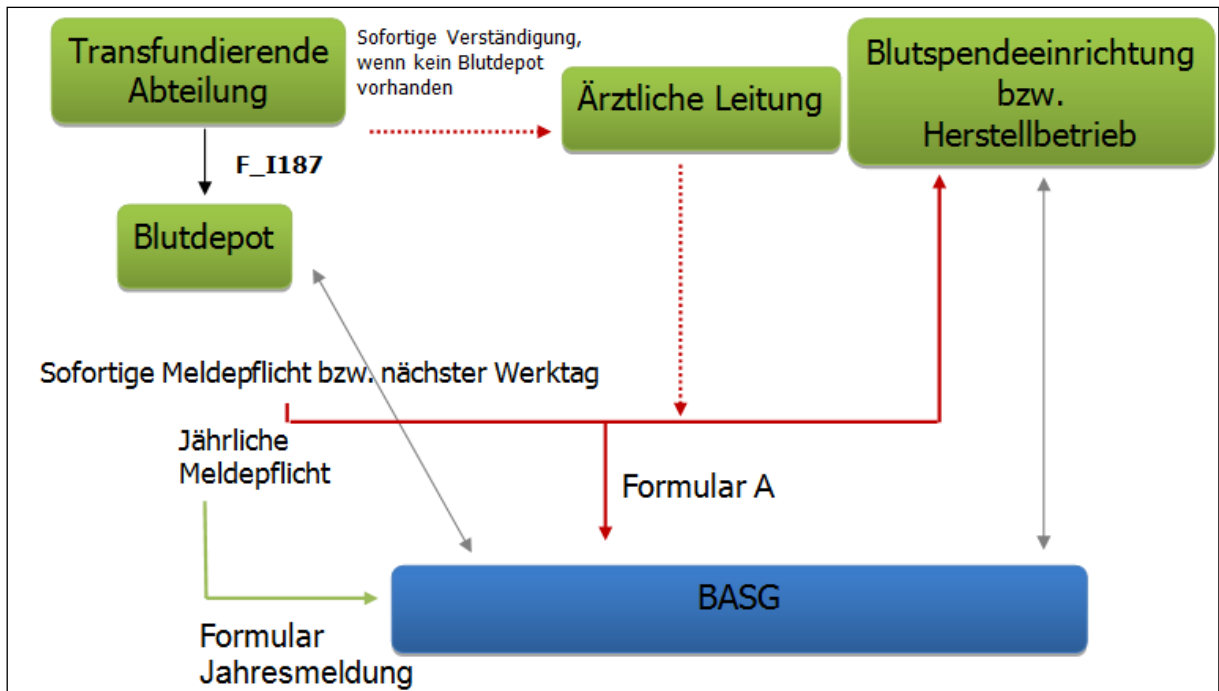 Transfundierende
Abteilung
Sofortige Verständigung,
wenn kein Blutdepot
vorhanden
Ärztliche Leitung
Blutspendeeinrichtung
bzw.
Herstellbetrieb
F_I187
Blutdepot
Sofortige Meldepflicht bzw. nächster Werktag
Jährliche
Meldepflicht
Formular A
BASG
Formular
Jahresmeldung